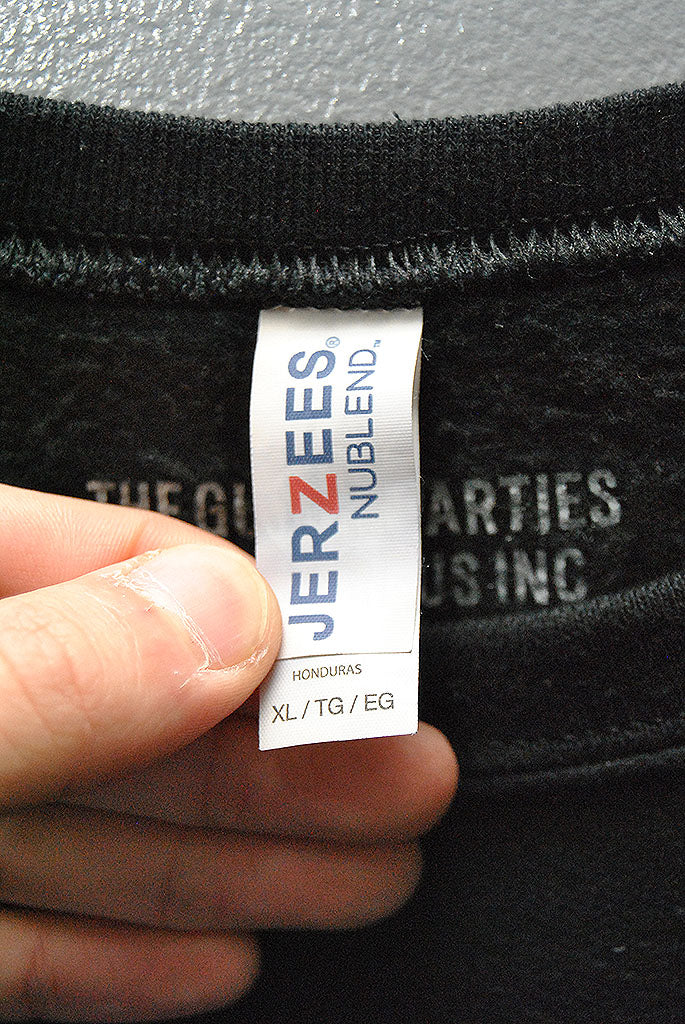 JERZEES®
NUBLEND™
HONDURAS
XL / TG / EG
THE
INC